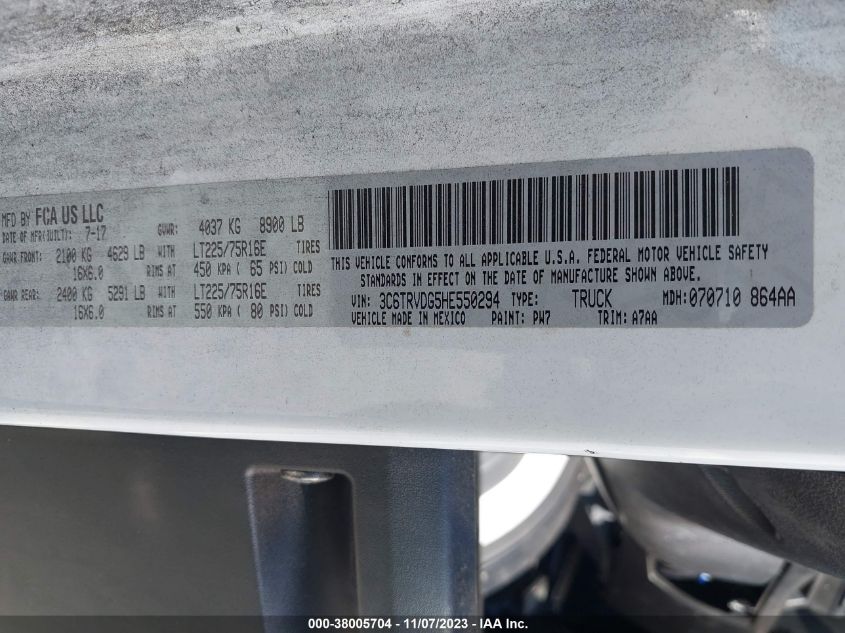 MFD BY FCA US LLC
DATE OF MFR(BUILT): 7-17 GVWR: 4037 KG 8900 LB
GAWR FRONT: 2100 KG 4629 LB WITH LT225/75R16E TIRES
16X6.0 RIMS AT 450 KPA ( 65 PSI) COLD
GAWR REAR: 2400 KG 5291 LB WITH LT225/75R16E TIRES
16X6.0 RIMS AT 550 KPA ( 80 PSI) COLD
THIS VEHICLE CONFORMS TO ALL APPLICABLE U.S.A. FEDERAL MOTOR VEHICLE SAFETY
STANDARDS IN EFFECT ON THE DATE OF MANUFACTURE SHOWN ABOVE.
VIN: 3C6TRVDG5HE550294 TYPE: TRUCK MDH:070710 864AA
VEHICLE MADE IN MEXICO PAINT: PW7 TRIM: A7AA
000-38005704 - 11/07/2023 - IAA Inc.